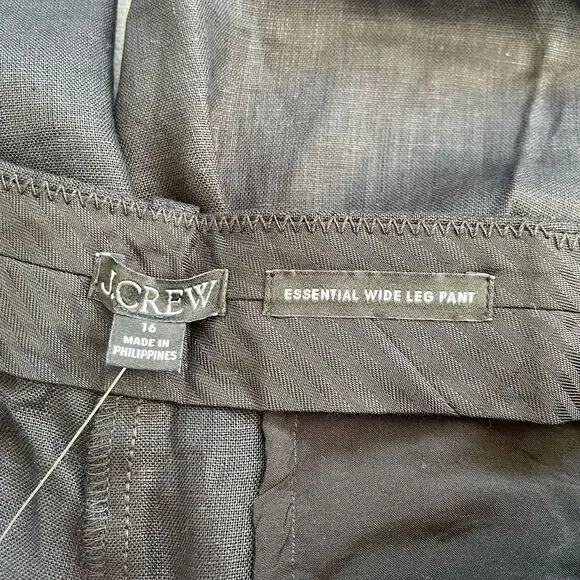 J.CREW
16
MADE IN
PHILIPPINES
ESSENTIAL WIDE LEG PANT